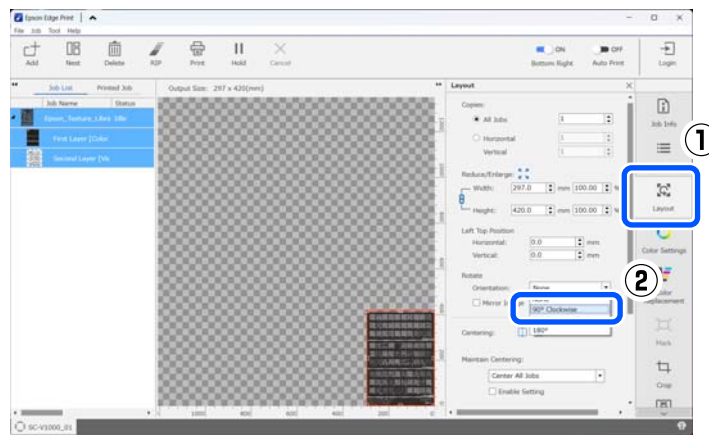 Epson Edge Print
File Job Tool Help
Add Nest Delete RIP Print Hold Cancel
ON OFF
Bottom Right Auto Print Login
Job List Printed Job
Output Size: 297 x 420(mm)
Layout
Job Name Status
Idle
First Layer [Color
Second Layer [
Copies:
All Jobs 1
Horizontal 1
Vertical 1
Reduce/Enlarge:
Width: 297.0 mm 100.00 %
Height: 420.0 mm 100.00 %
Left Top Position
Horizontal: 0.0 mm
Vertical: 0.0 mm
Rotate
Orientation: None
Mirror
90° Clockwise
180°
Centering:
Maintain Centering:
Center All Jobs
Enable Setting
Job Info
1
Layout
Color Settings
2
Color
Replacement
Mark
Crop
1000 800 600 400 200 0
SC-V1000_01